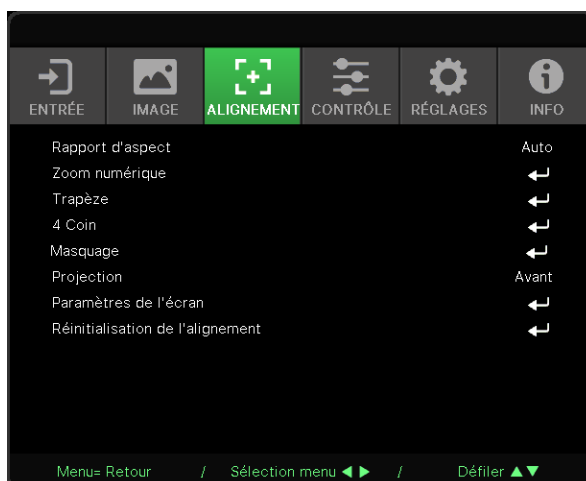 ENTRÉE IMAGE ALIGNEMENT CONTRÔLE RÉGLAGES INFO
Rapport d'aspect Auto
Zoom numérique
Trapèze
4 Coin
Masquage
Projection Avant
Paramètres de l'écran
Réinitialisation de l'alignement
Menu= Retour / Sélection menu ◀ ▶ / Défiler ▲▼